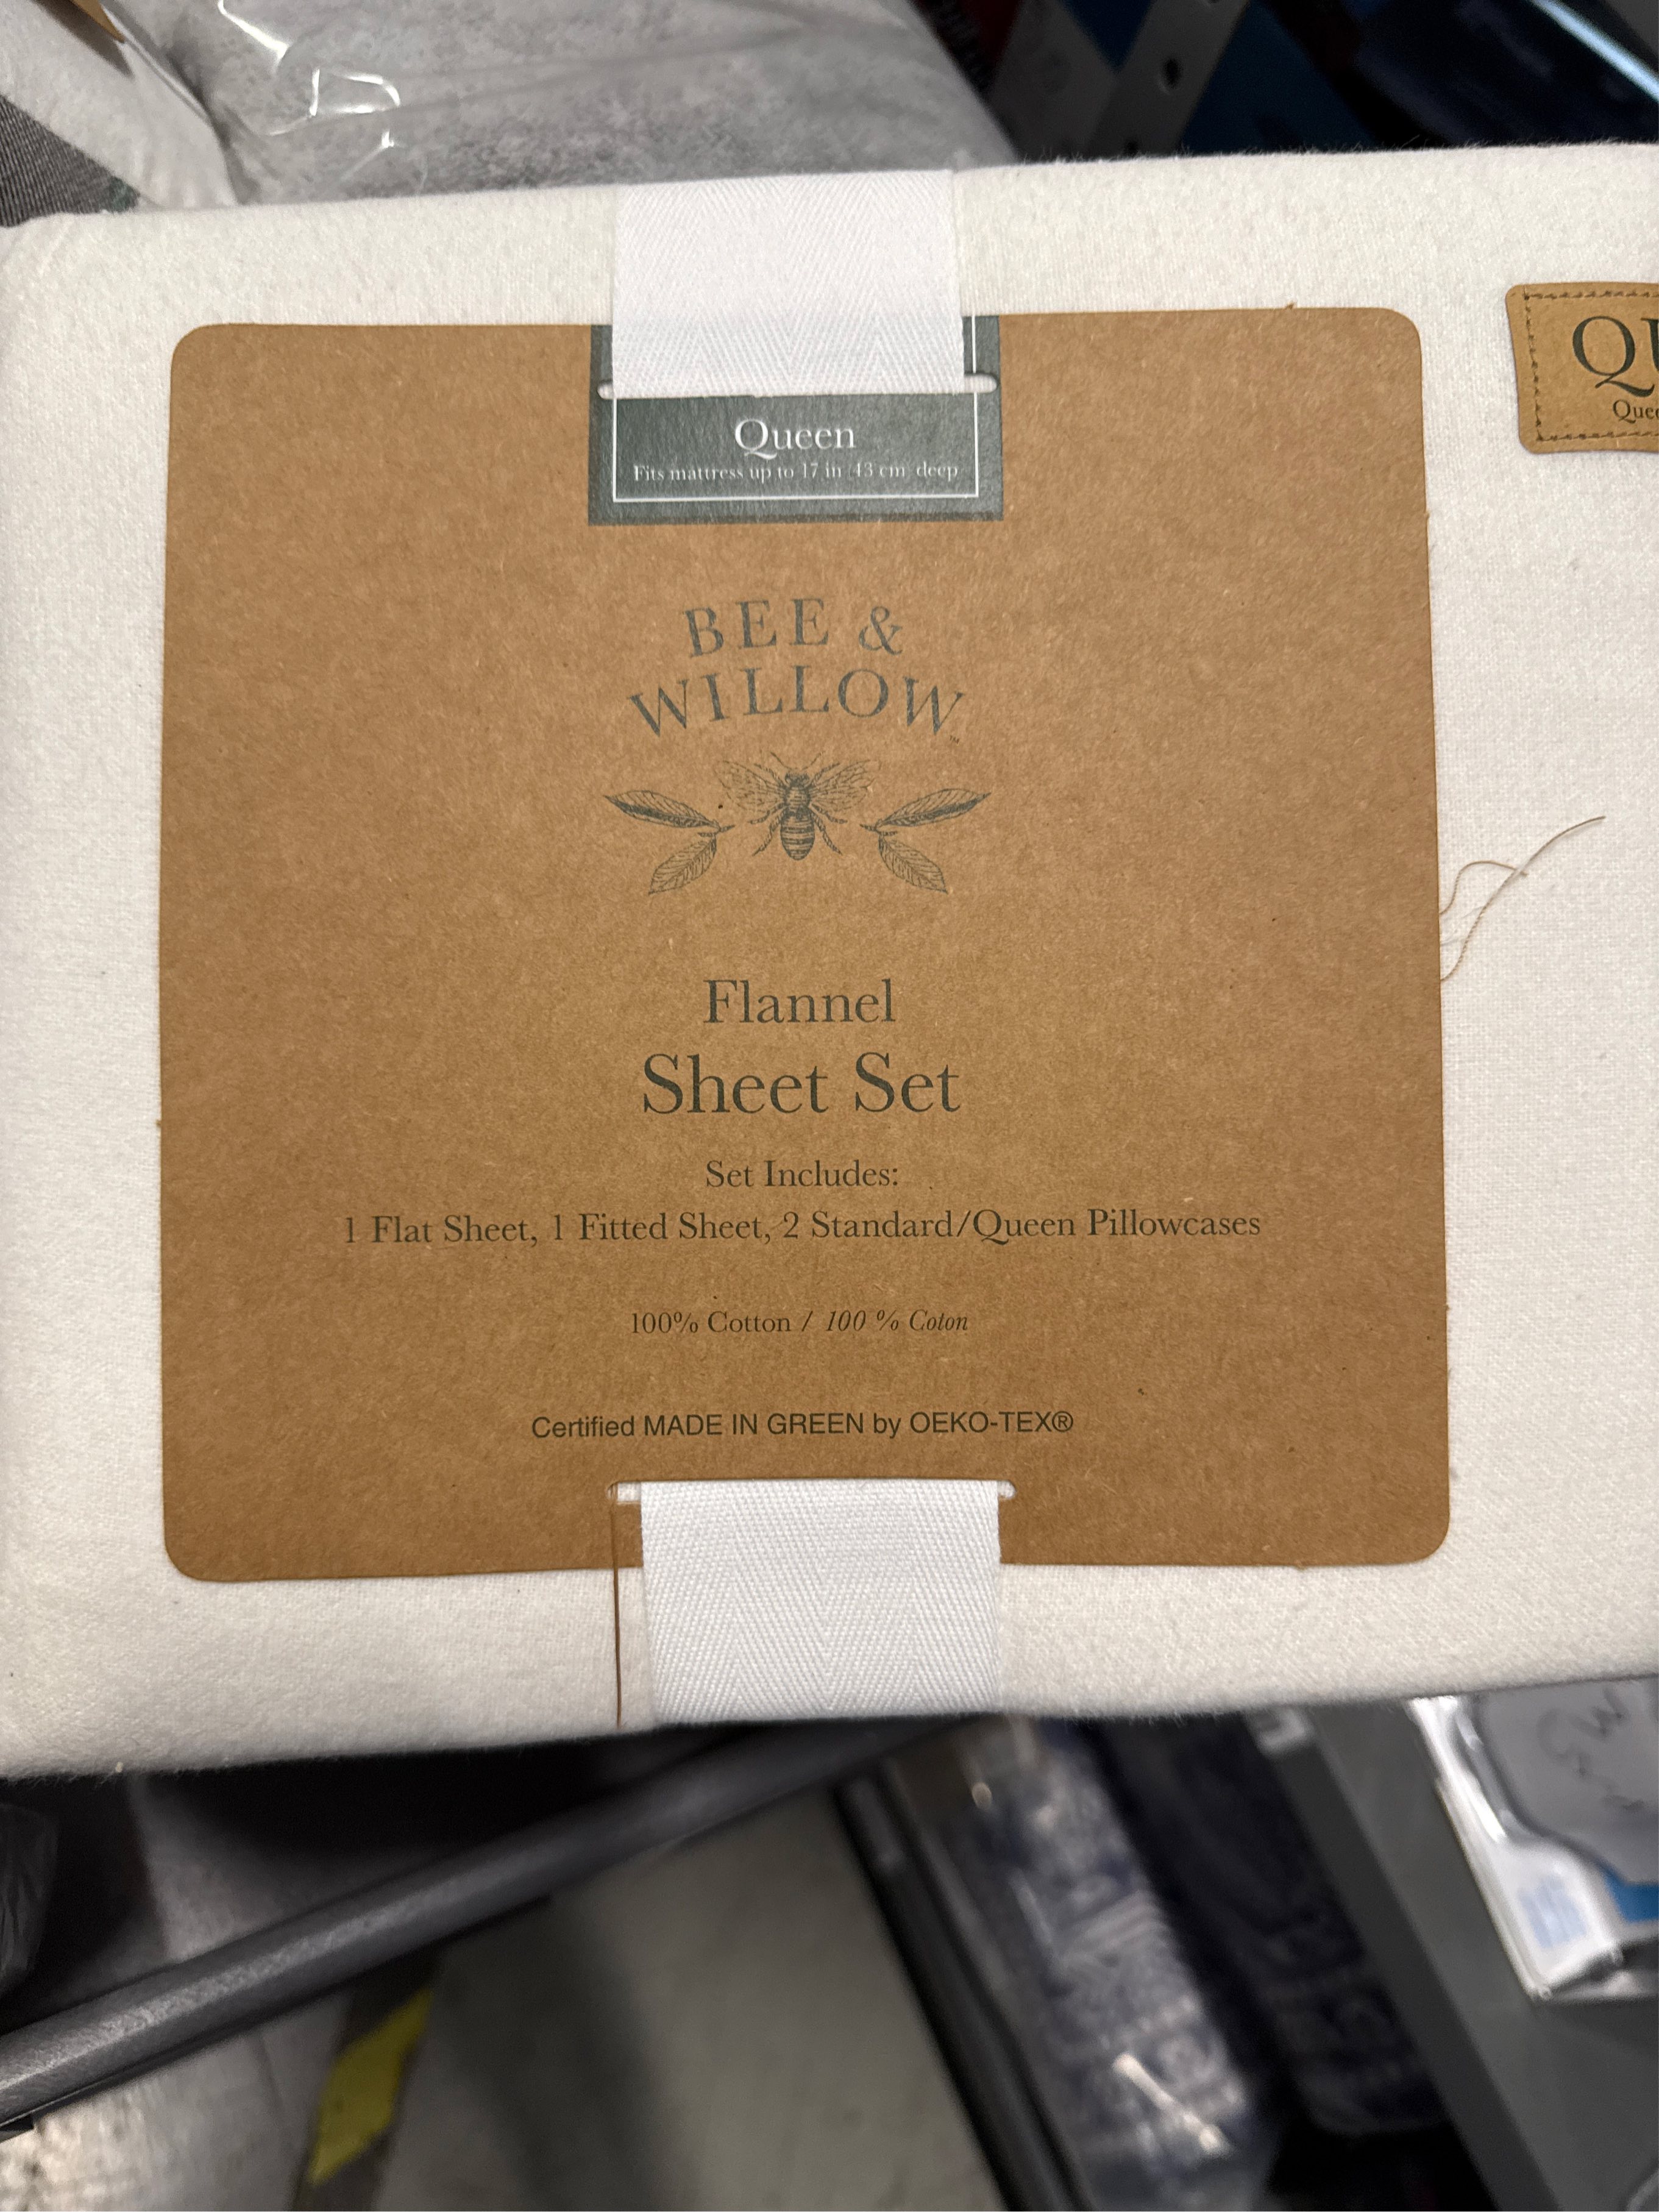 Queen
Fits mattress up to 17 in 43 cm deep
BEE &
WILLOW
Flannel
Sheet Set
Set Includes:
1 Flat Sheet, 1 Fitted Sheet, 2 Standard/Queen Pillowcases
100% Cotton / 100 % Coton
Certified MADE IN GREEN by OEKO-TEX®